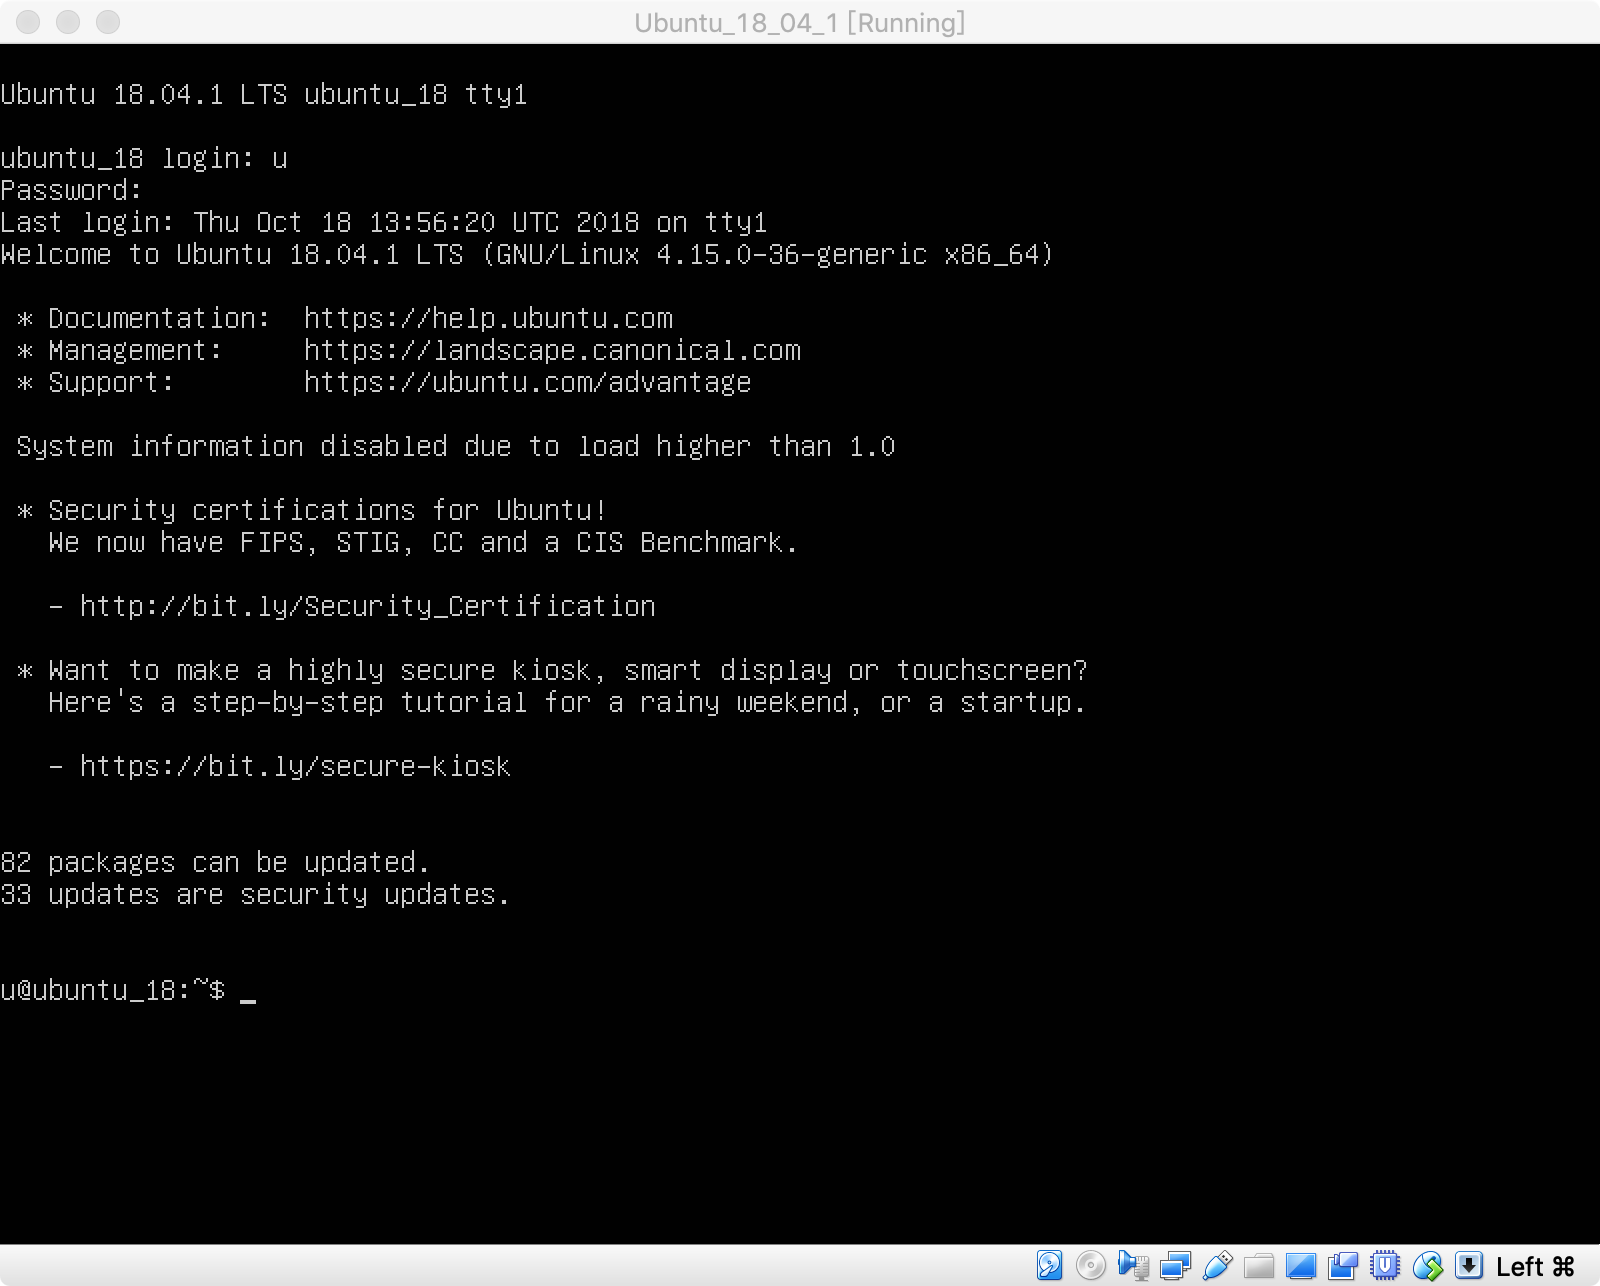 Ubuntu_18_04_1 [Running]
Ubuntu 18.04.1 LTS ubuntu_18 tty1
ubuntu_18 login: u
Password:
Last login: Thu Oct 18 13:56:20 UTC 2018 on tty1
Welcome to Ubuntu 18.04.1 LTS (GNU/Linux 4.15.0-36-generic x86_64)
* Documentation:  https://help.ubuntu.com
* Management:     https://landscape.canonical.com
* Support:        https://ubuntu.com/advantage
System information disabled due to load higher than 1.0
* Security certifications for Ubuntu!
We now have FIPS, STIG, CC and a CIS Benchmark.
- http://bit.ly/Security_Certification
* Want to make a highly secure kiosk, smart display or touchscreen?
Here's a step-by-step tutorial for a rainy weekend, or a startup.
- https://bit.ly/secure-kiosk
82 packages can be updated.
33 updates are security updates.
u@ubuntu_18:~$ _
Left ⌘